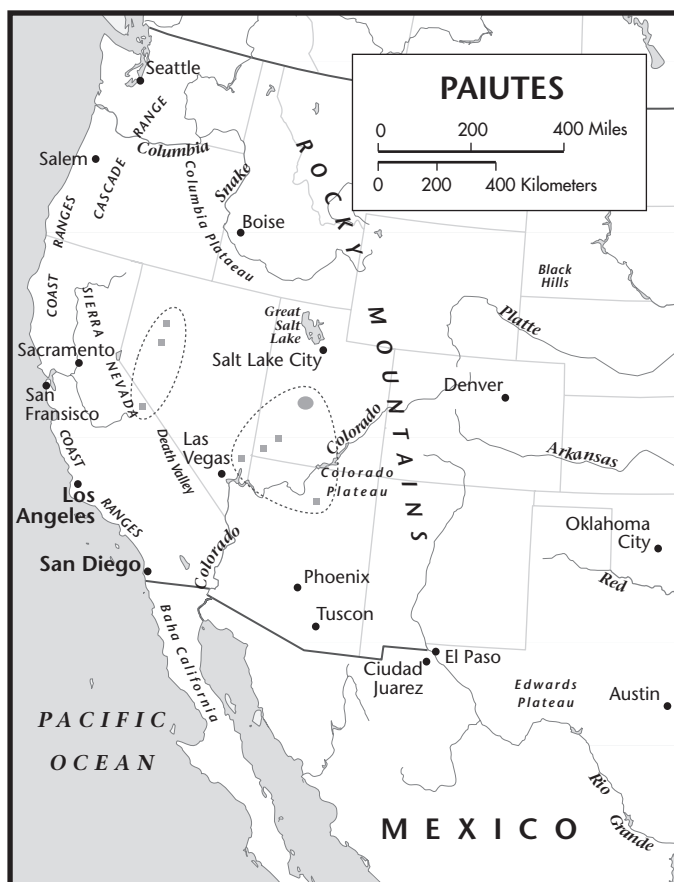 PAIUTES
0 200 400 Miles
0 200 400 Kilometers
Seattle
CASCADE RANGE
Salem
Columbia
Snake
Columbia Plataeau
Boise
ROCKY MOUNTAINS
COAST RANGES
Black
Hills
Platte
SIERRA NEVADA
Great
Salt
Lake
Salt Lake City
Sacramento
San
Fransisco
Denver
Colorado
Arkansas
Las
Vegas
Death Valley
Colorado
Plateau
COAST RANGES
Los
Angeles
Oklahoma
City
San Diego
Colorado
Red
Phoenix
Tuscon
Baha California
El Paso
Ciudad
Juarez
Edwards
Plateau
Austin
PACIFIC
OCEAN
Rio Grande
MEXICO